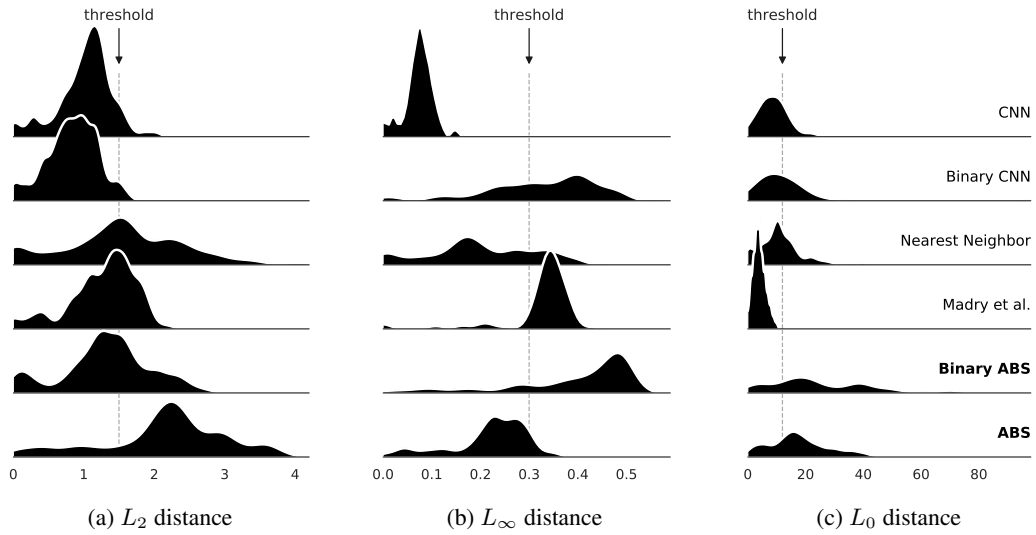 threshold threshold threshold
CNN
Binary CNN
Nearest Neighbor
Madry et al.
Binary ABS
ABS
0 1 2 3 4 0.0 0.1 0.2 0.3 0.4 0.5 0 20 40 60 80
(a) L₂ distance (b) L∞ distance (c) L₀ distance